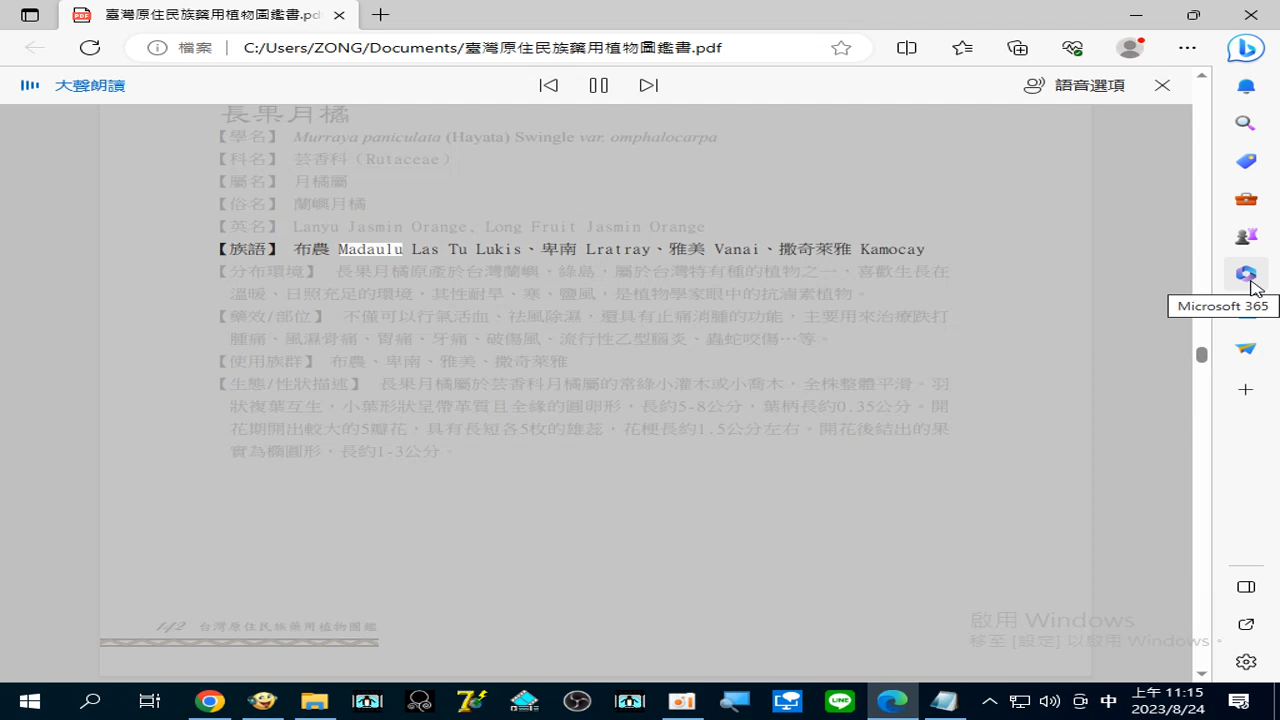 臺灣原住民族藥用植物圖鑑書.pdf
檔案
C:/Users/ZONG/Documents/臺灣原住民族藥用植物圖鑑書.pdf
大聲朗讀
語音選項
長果月橘
【學名】 Murraya paniculata (Hayata) Swingle var. omphalocarpa
【科名】 芸香科（Rutaceae）
【屬名】 月橘屬
【俗名】 蘭嶼月橘
【英名】 Lanyu Jasmin Orange、Long Fruit Jasmin Orange
【族語】 布農 Madaulu Las Tu Lukis、卑南 Lratray、雅美 Vanai、撒奇萊雅 Kamocay
【分布環境】 長果月橘原產於台灣蘭嶼、綠島，屬於台灣特有種的植物之一，喜歡生長在
溫暖、日照充足的環境，其性耐旱、寒、鹽風，是植物學家眼中的抗滷素植物。
【藥效/部位】 不僅可以行氣活血、祛風除濕，還具有止痛消腫的功能，主要用來治療跌打
腫痛、風濕骨痛、胃痛、牙痛、破傷風、流行性乙型腦炎、蟲蛇咬傷…等。
【使用族群】 布農、卑南、雅美、撒奇萊雅
【生態/性狀描述】 長果月橘屬於芸香科月橘屬的常綠小灌木或小喬木，全株整體平滑。羽
狀複葉互生，小葉形狀呈帶革質且全緣的圓卵形，長約5-8公分，葉柄長約0.35公分。開
花期開出較大的5瓣花，具有長短各5枚的雄蕊，花梗長約1.5公分左右。開花後結出的果
實為橢圓形，長約1-3公分。
142 台灣原住民族藥用植物圖鑑
Microsoft 365
啟用 Windows
移至 [設定] 以啟用 Windows。
LINE
中
上午 11:15
2023/8/24